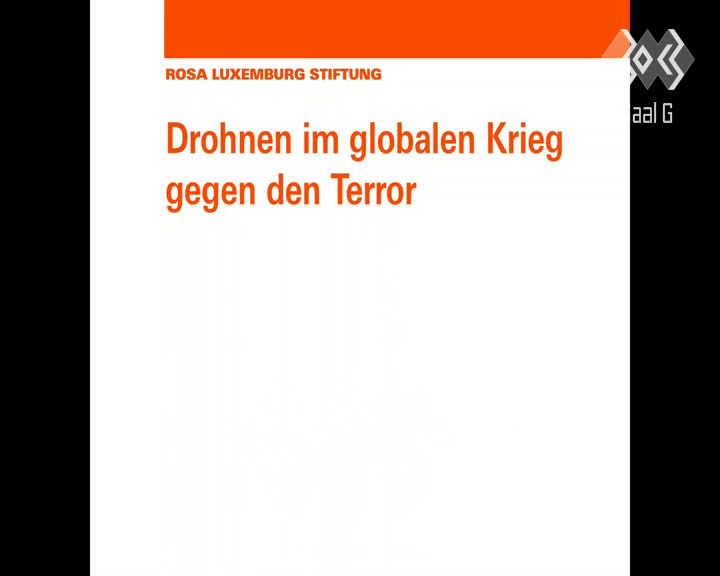 ROSA LUXEMBURG STIFTUNG
Drohnen im globalen Krieg
gegen den Terror
aal G